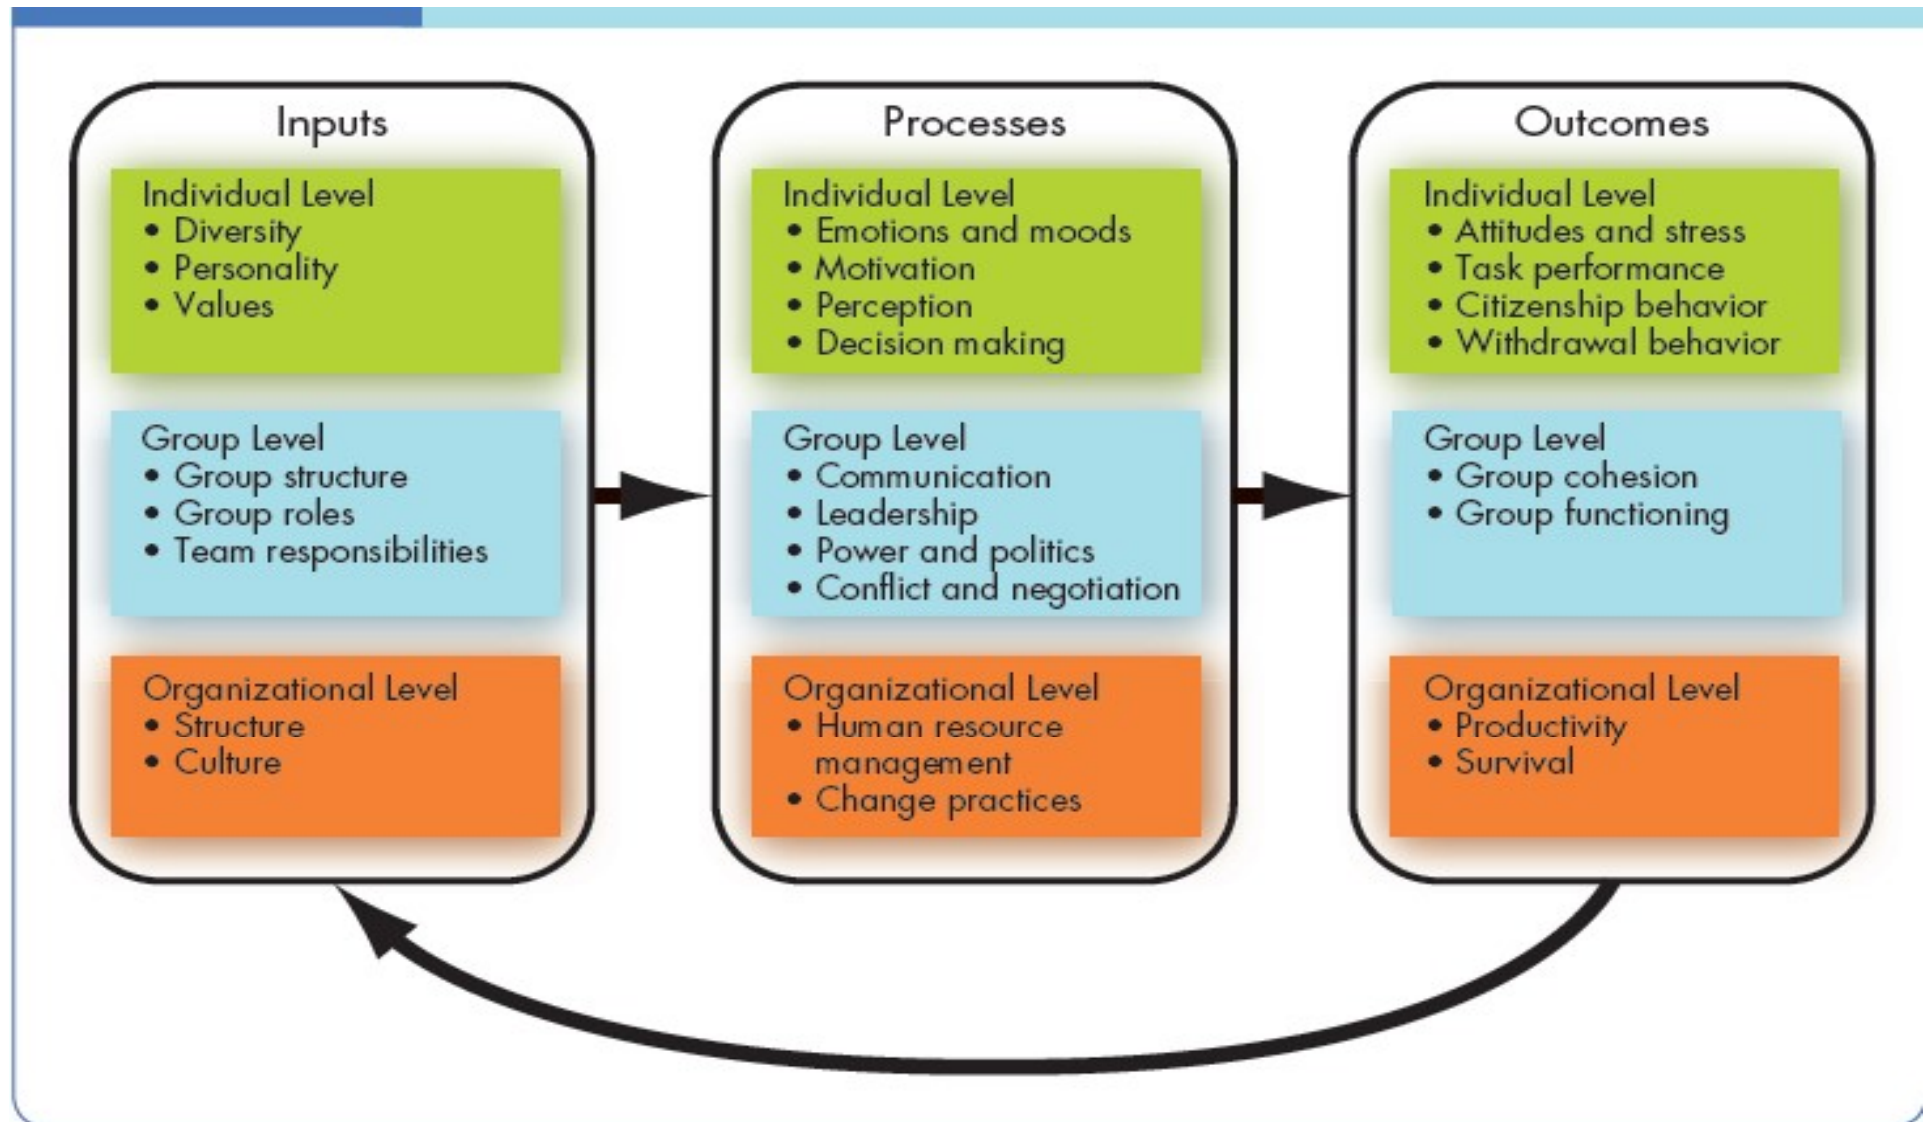 Inputs
Individual Level
• Diversity
• Personality
• Values
Group Level
• Group structure
• Group roles
• Team responsibilities
Organizational Level
• Structure
• Culture
Processes
Individual Level
• Emotions and moods
• Motivation
• Perception
• Decision making
Group Level
• Communication
• Leadership
• Power and politics
• Conflict and negotiation
Organizational Level
• Human resource
management
• Change practices
Outcomes
Individual Level
• Attitudes and stress
• Task performance
• Citizenship behavior
• Withdrawal behavior
Group Level
• Group cohesion
• Group functioning
Organizational Level
• Productivity
• Survival